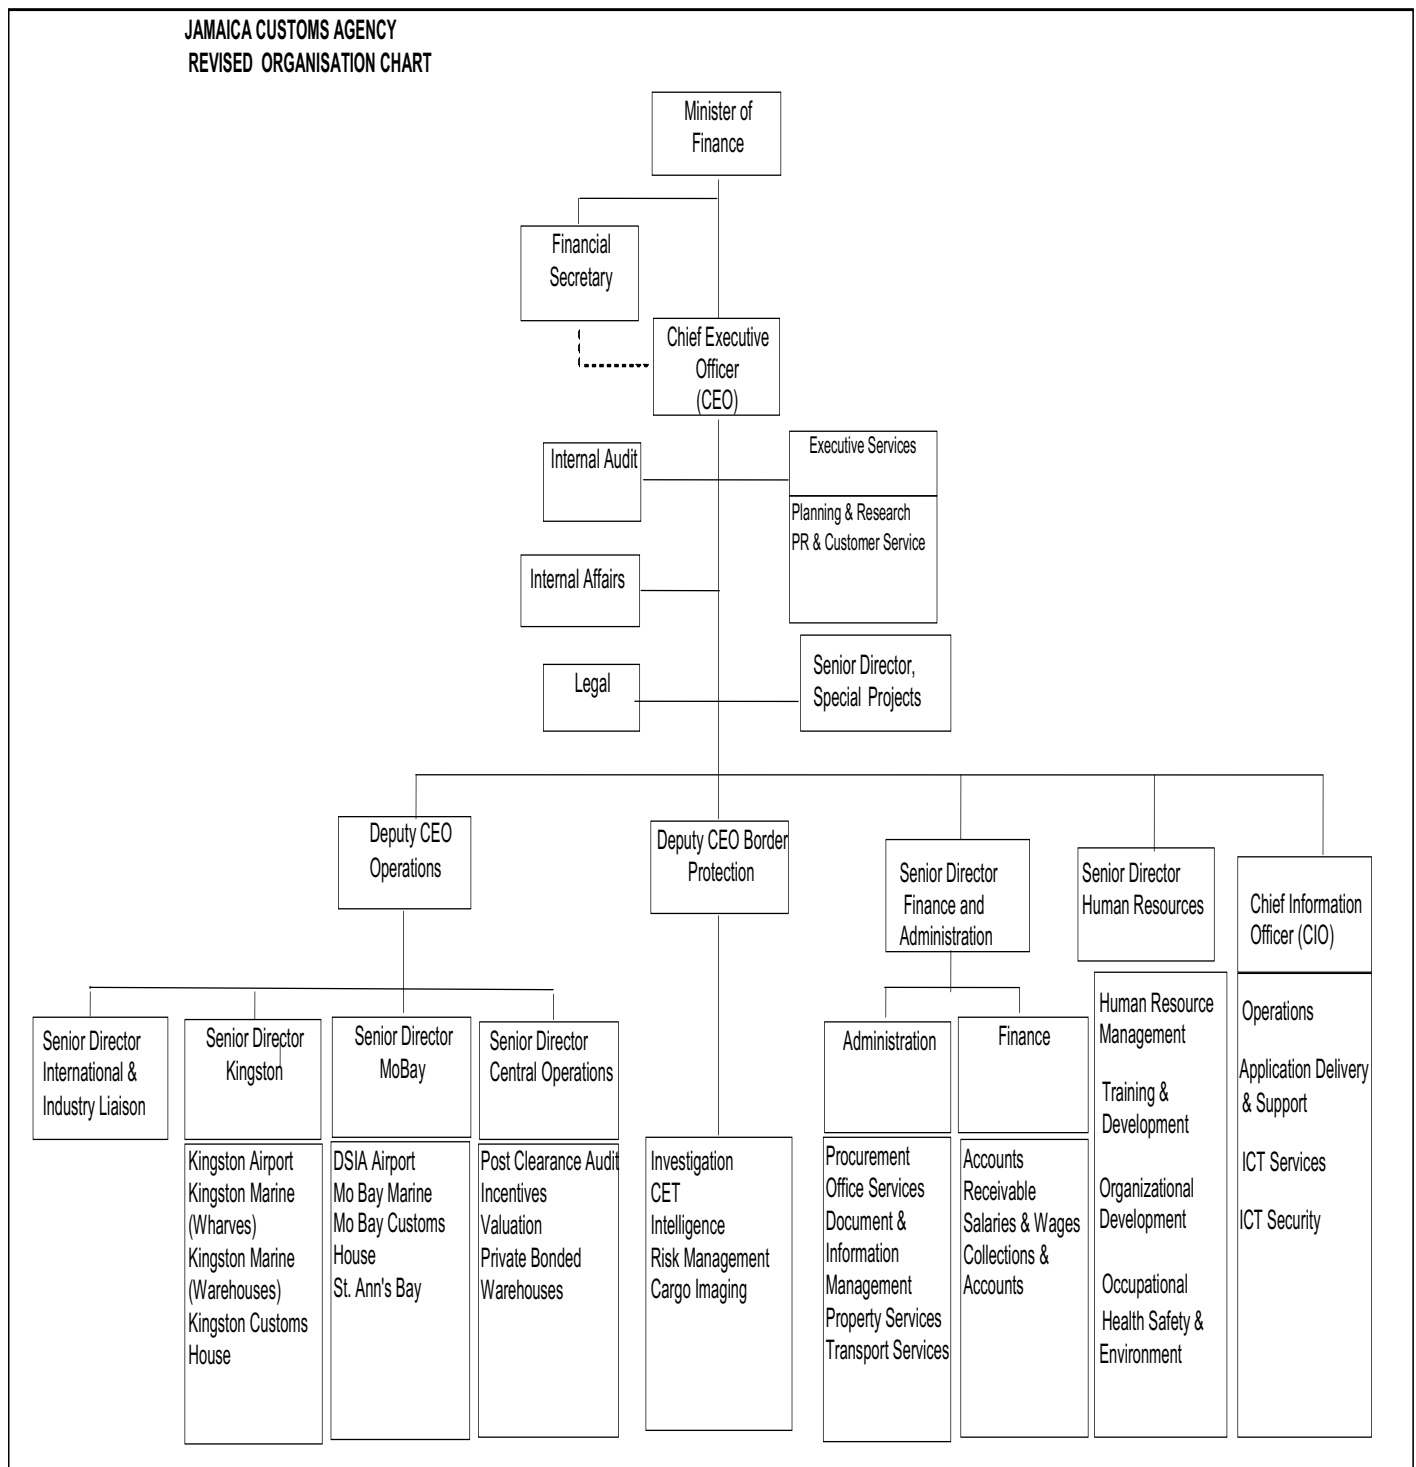 JAMAICA CUSTOMS AGENCY
REVISED ORGANISATION CHART
Minister of
Finance
Financial
Secretary
Chief Executive
Officer
(CEO)
Internal Audit
Executive Services
Planning & Research
PR & Customer Service
Internal Affairs
Legal
Senior Director,
Special Projects
Deputy CEO
Operations
Deputy CEO Border
Protection
Senior Director
Finance and
Administration
Senior Director
Human Resources
Chief Information
Officer (CIO)
Senior Director
International &
Industry Liaison
Senior Director
Kingston
Kingston Airport
Kingston Marine
(Wharves)
Kingston Marine
(Warehouses)
Kingston Customs
House
Senior Director
MoBay
DSIA Airport
Mo Bay Marine
Mo Bay Customs
House
St. Ann's Bay
Senior Director
Central Operations
Post Clearance Audit
Incentives
Valuation
Private Bonded
Warehouses
Investigation
CET
Intelligence
Risk Management
Cargo Imaging
Administration
Procurement
Office Services
Document &
Information
Management
Property Services
Transport Services
Finance
Accounts
Receivable
Salaries & Wages
Collections &
Accounts
Human Resource
Management
Training &
Development
Organizational
Development
Occupational
Health Safety &
Environment
Operations
Application Delivery
& Support
ICT Services
ICT Security